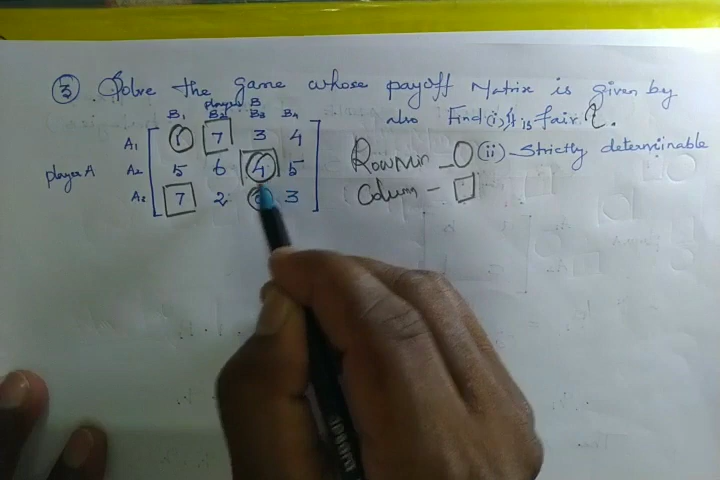 ③ Solve the game whose payoff Matrix is given by
player B also Find (i) It is fair.
B₁ B₂ B₃ B₄
A₁ 1 7 3 4 Row min - ○ (ii) Strictly determinable
player A A₂ 5 6 4 5 Column - □
A₃ 7 2 0 3